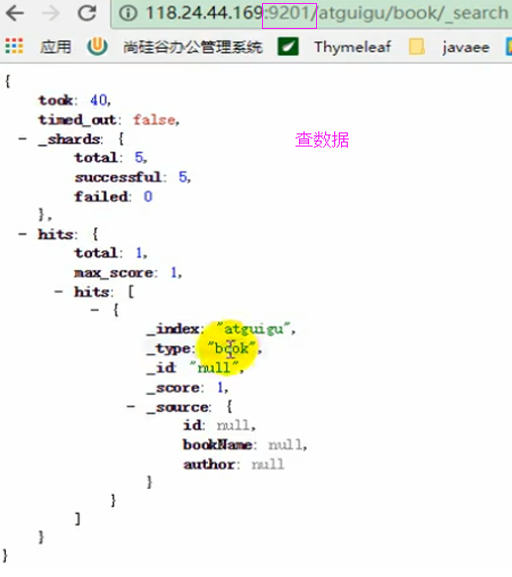 118.24.44.169:9201/atguigu/book/_search
应用 尚硅谷办公管理系统 Thymeleaf javaee
{
took: 40,
timed_out: false,
查数据
- _shards: {
total: 5,
successful: 5,
failed: 0
},
- hits: {
total: 1,
max_score: 1,
- hits: [
- {
_index: "atguigu",
_type: "book",
_id: "null",
_score: 1,
- _source: {
id: null,
bookName: null,
author: null
}
}
]
}
}